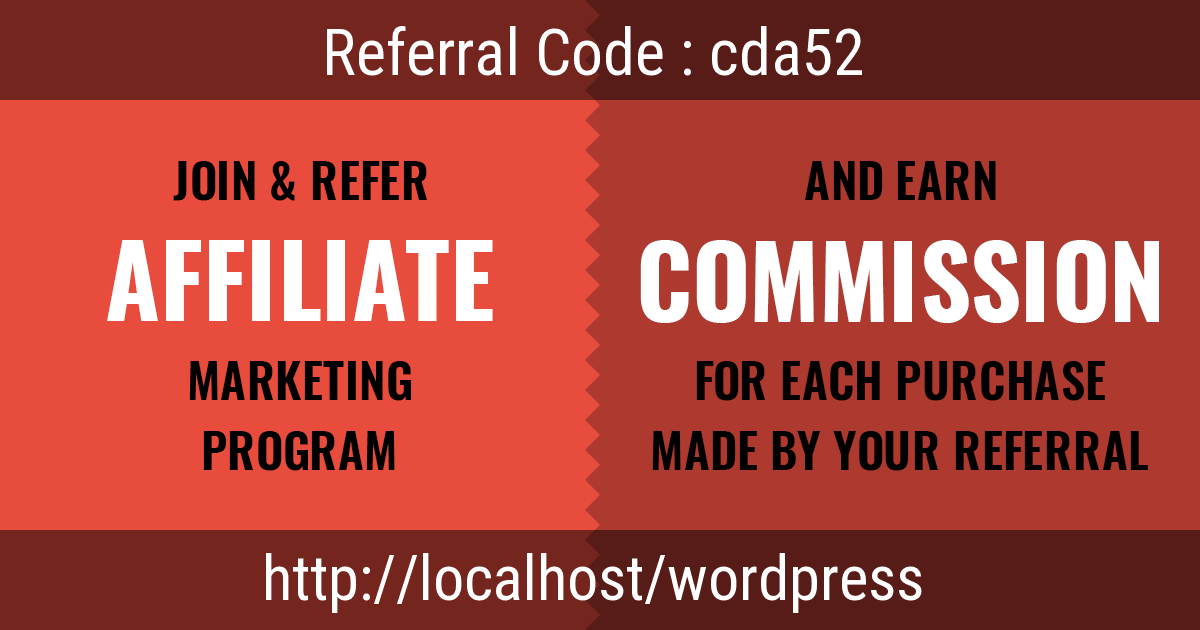 Referral Code : cda52
JOIN & REFER
AFFILIATE
MARKETING
PROGRAM
AND EARN
COMMISSION
FOR EACH PURCHASE
MADE BY YOUR REFERRAL
http://localhost/wordpress